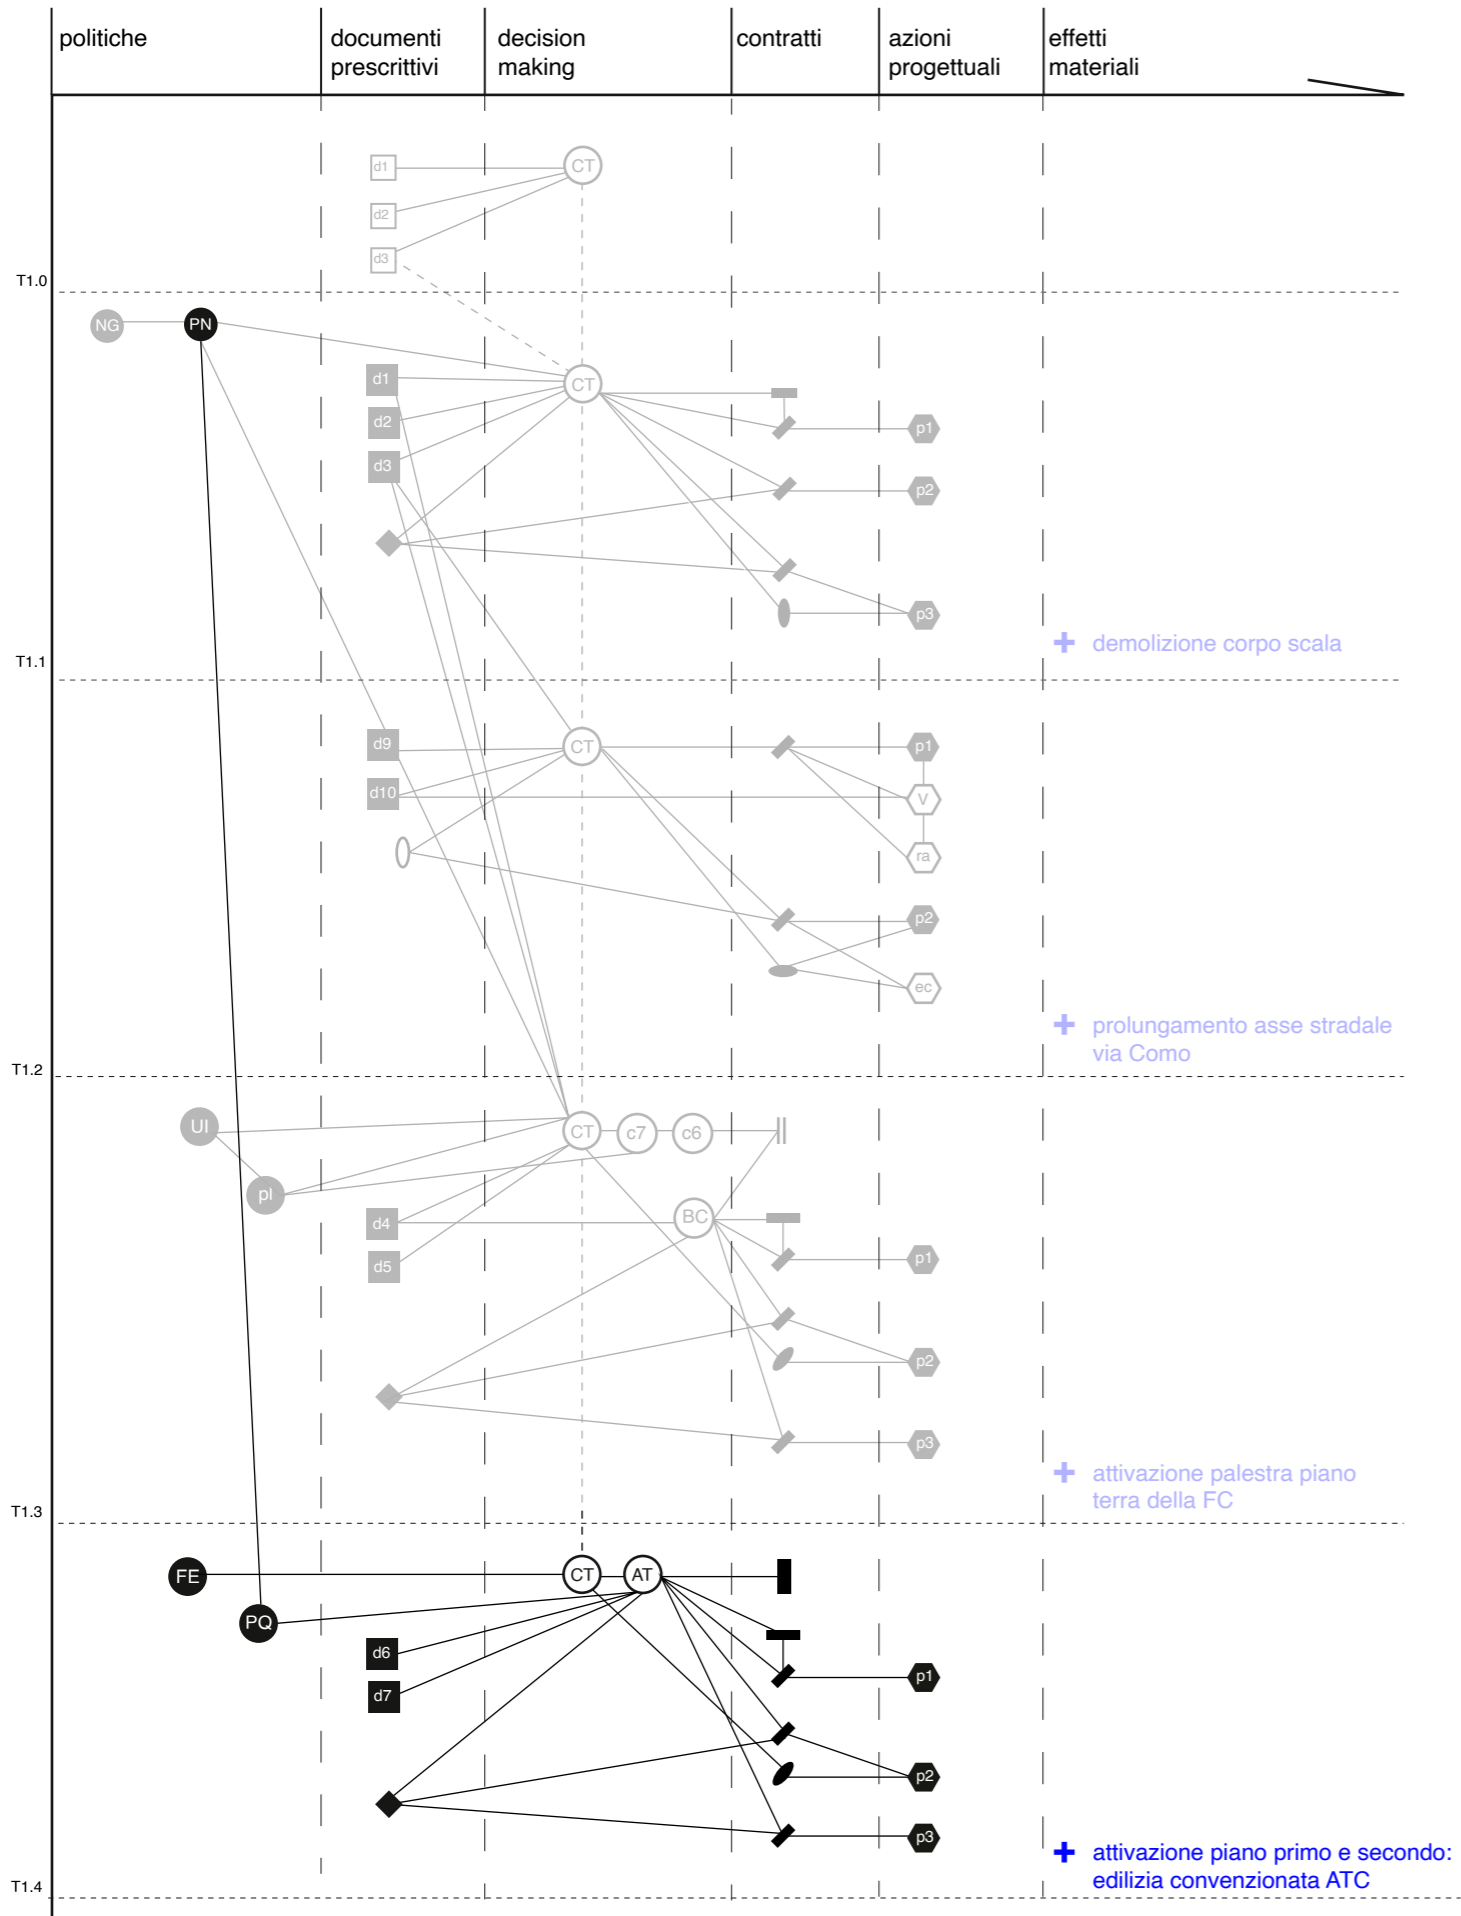 politiche
documenti
prescrittivi
decision
making
contratti
azioni
progettuali
effetti
materiali
d1
CT
d2
d3
T1.0
NG
PN
d1
CT
d2
p1
d3
p2
p3
demolizione corpo scala
T1.1
d9
CT
p1
d10
V
ra
p2
ec
prolungamento asse stradale
via Como
T1.2
UI
CT
c7
c6
pl
d4
BC
d5
p1
p2
p3
attivazione palestra piano
terra della FC
T1.3
FE
CT
AT
PQ
d6
d7
p1
p2
p3
attivazione piano primo e secondo:
edilizia convenzionata ATC
T1.4